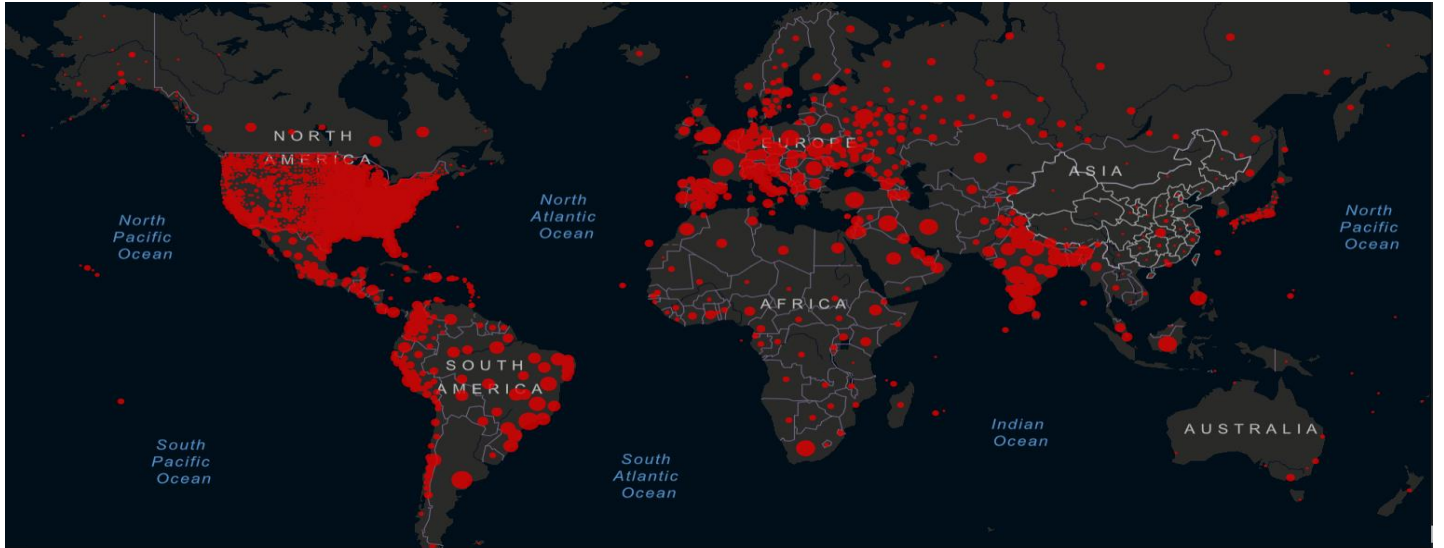 NORTH
AMERICA
EUROPE
ASIA
North
Pacific
Ocean
North
Atlantic
Ocean
North
Pacific
Ocean
AFRICA
SOUTH
AMERICA
Indian
Ocean
AUSTRALIA
South
Pacific
Ocean
South
Atlantic
Ocean